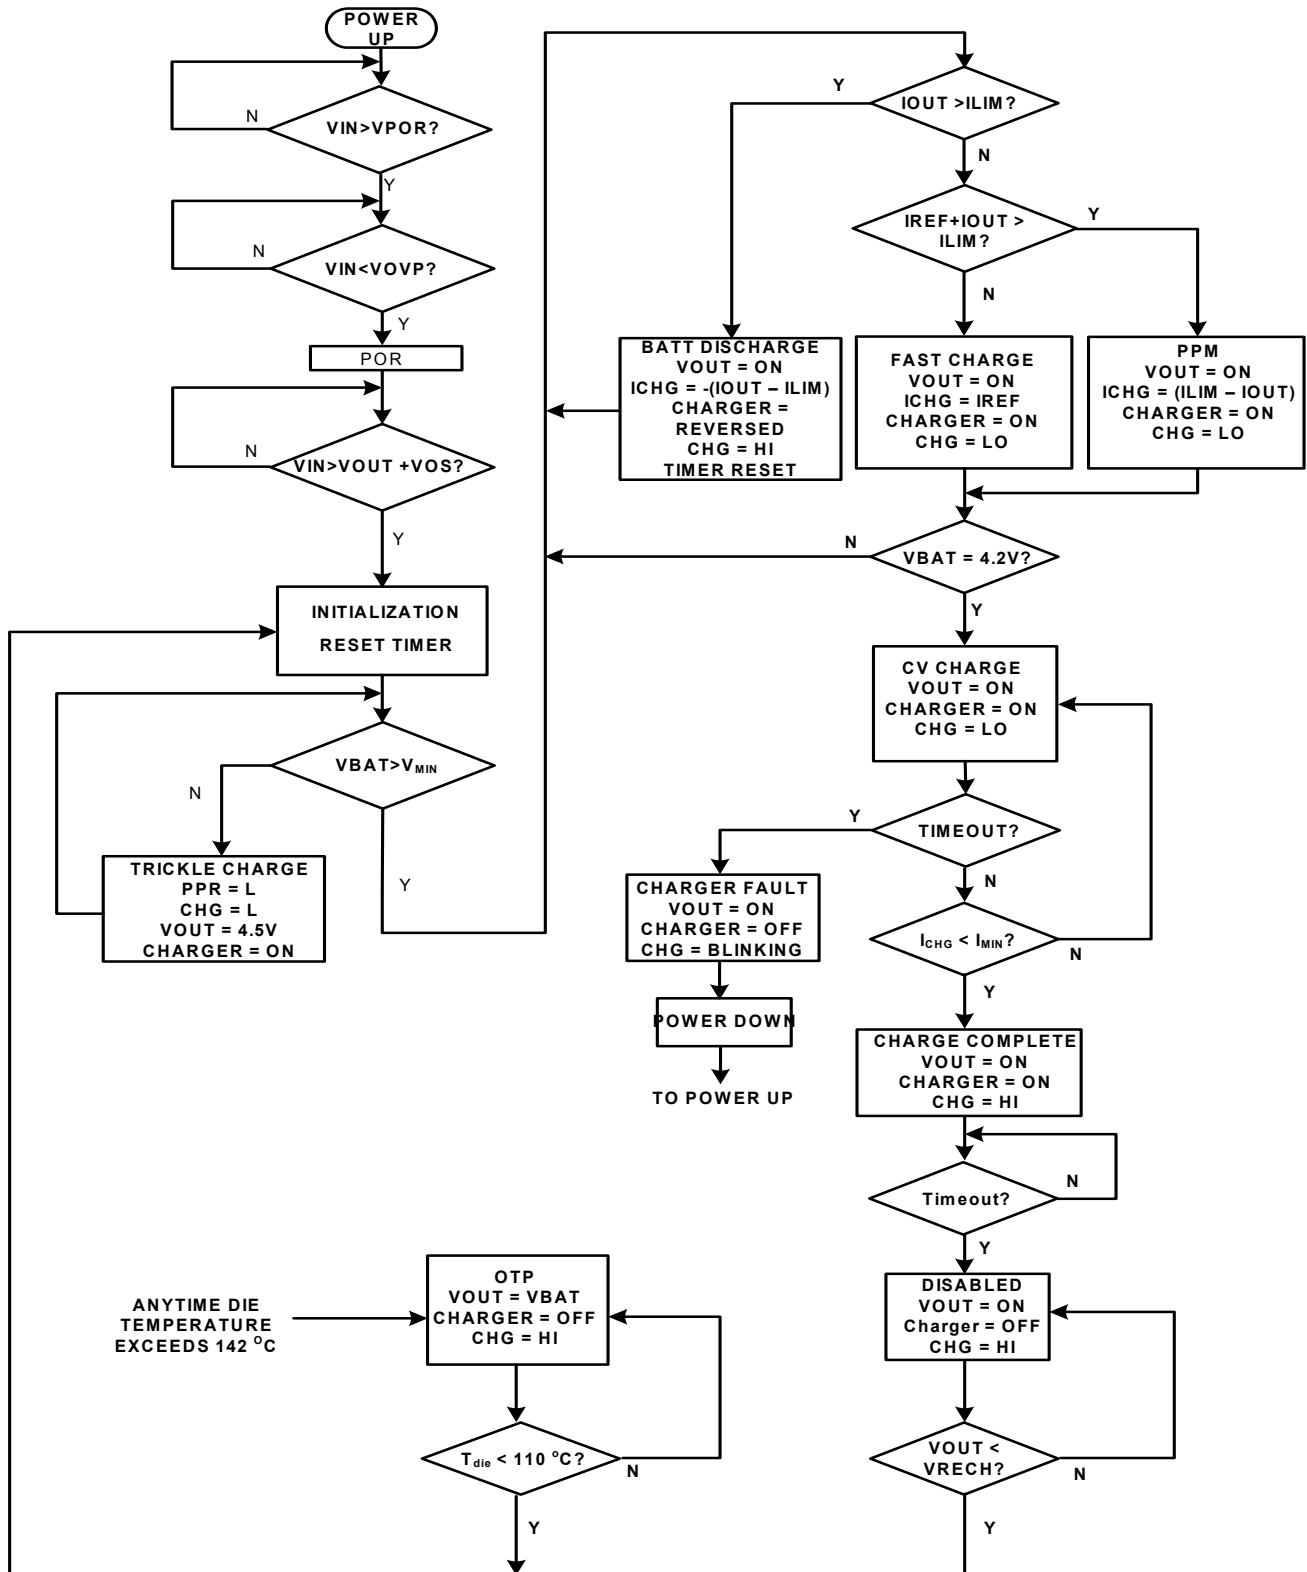 POWER
UP
N
VIN>VPOR?
Y
N
VIN<VOVP?
Y
POR
N
VIN>VOUT +VOS?
Y
INITIALIZATION
RESET TIMER
VBAT>VMIN
N
Y
TRICKLE CHARGE
PPR = L
CHG = L
VOUT = 4.5V
CHARGER = ON
Y
IOUT >ILIM?
N
IREF+IOUT >
ILIM?
Y
N
BATT DISCHARGE
VOUT = ON
ICHG = -(IOUT – ILIM)
CHARGER =
REVERSED
CHG = HI
TIMER RESET
FAST CHARGE
VOUT = ON
ICHG = IREF
CHARGER = ON
CHG = LO
PPM
VOUT = ON
ICHG = (ILIM – IOUT)
CHARGER = ON
CHG = LO
N
VBAT = 4.2V?
Y
CV CHARGE
VOUT = ON
CHARGER = ON
CHG = LO
Y
TIMEOUT?
N
CHARGER FAULT
VOUT = ON
CHARGER = OFF
CHG = BLINKING
ICHG < IMIN?
N
Y
POWER DOWN
TO POWER UP
CHARGE COMPLETE
VOUT = ON
CHARGER = ON
CHG = HI
Timeout?
N
Y
DISABLED
VOUT = ON
Charger = OFF
CHG = HI
VOUT <
VRECH?
N
Y
ANYTIME DIE
TEMPERATURE
EXCEEDS 142 °C
OTP
VOUT = VBAT
CHARGER = OFF
CHG = HI
Tdie < 110 °C?
N
Y